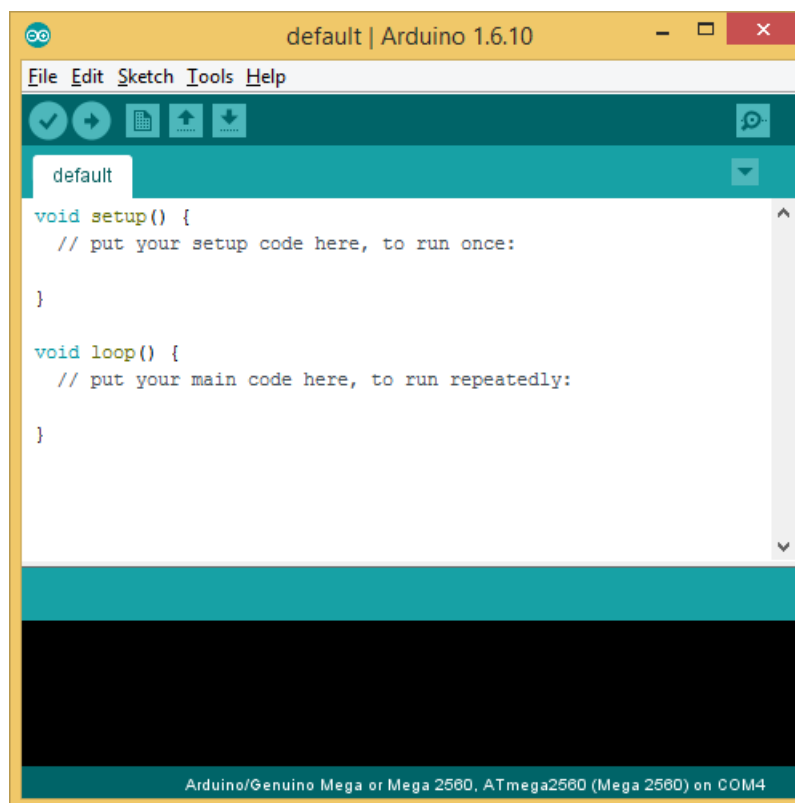 default | Arduino 1.6.10
File Edit Sketch Tools Help
default
void setup() {
  // put your setup code here, to run once:
}
void loop() {
  // put your main code here, to run repeatedly:
}
Arduino/Genuino Mega or Mega 2560, ATmega2560 (Mega 2560) on COM4